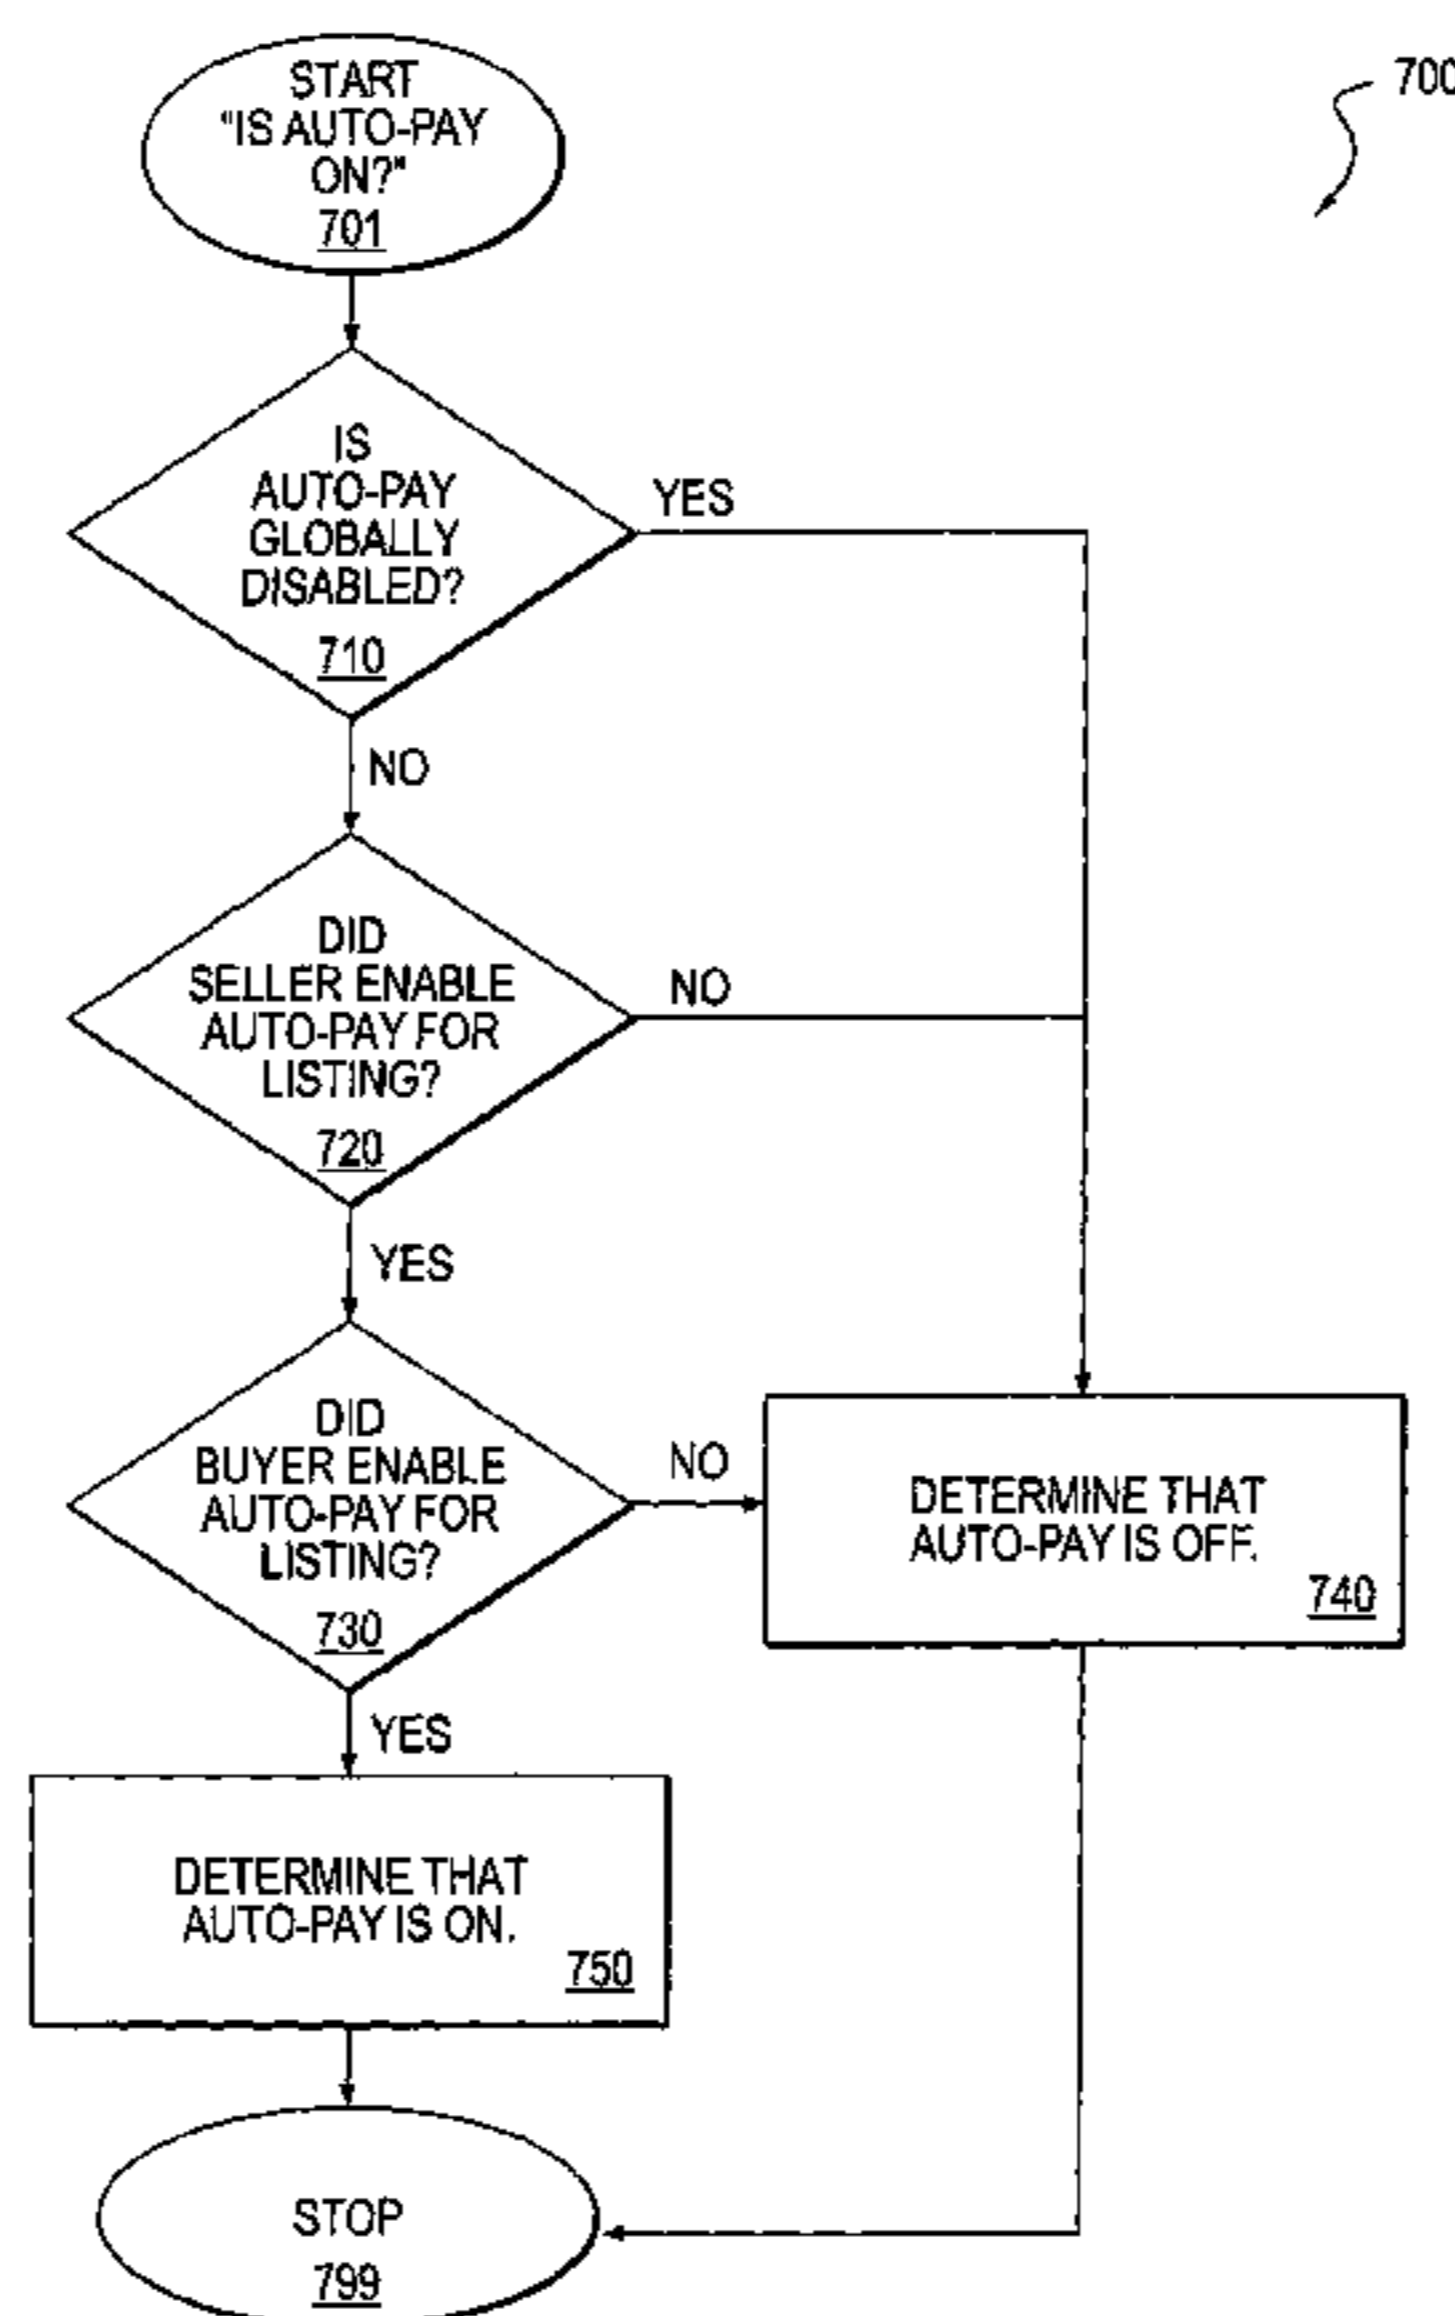 START
"IS AUTO-PAY
ON?"
701
700
IS
AUTO-PAY
GLOBALLY
DISABLED?
710
YES
NO
DID
SELLER ENABLE
AUTO-PAY FOR
LISTING?
720
NO
YES
DID
BUYER ENABLE
AUTO-PAY FOR
LISTING?
730
NO
YES
DETERMINE THAT
AUTO-PAY IS OFF.
740
DETERMINE THAT
AUTO-PAY IS ON.
750
STOP
799